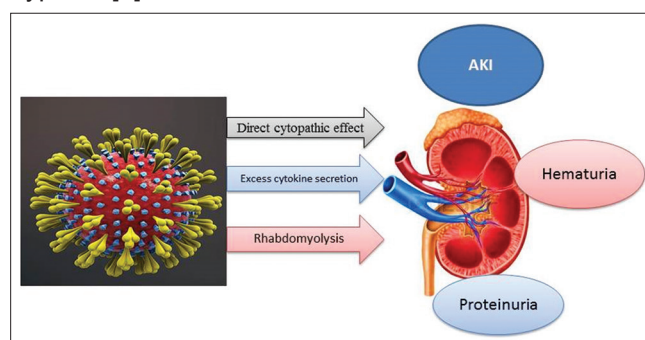 AKI
Direct cytopathic effect
Excess cytokine secretion
Hematuria
Rhabdomyolysis
Proteinuria